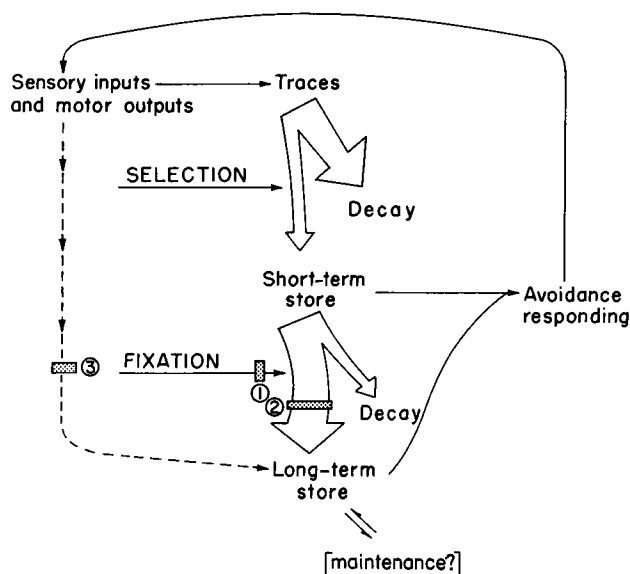 Sensory inputs
and motor outputs
Traces
SELECTION
Decay
Short-term
store
Avoidance
responding
③
FIXATION
①
②
Decay
Long-term
store
[maintenance?]